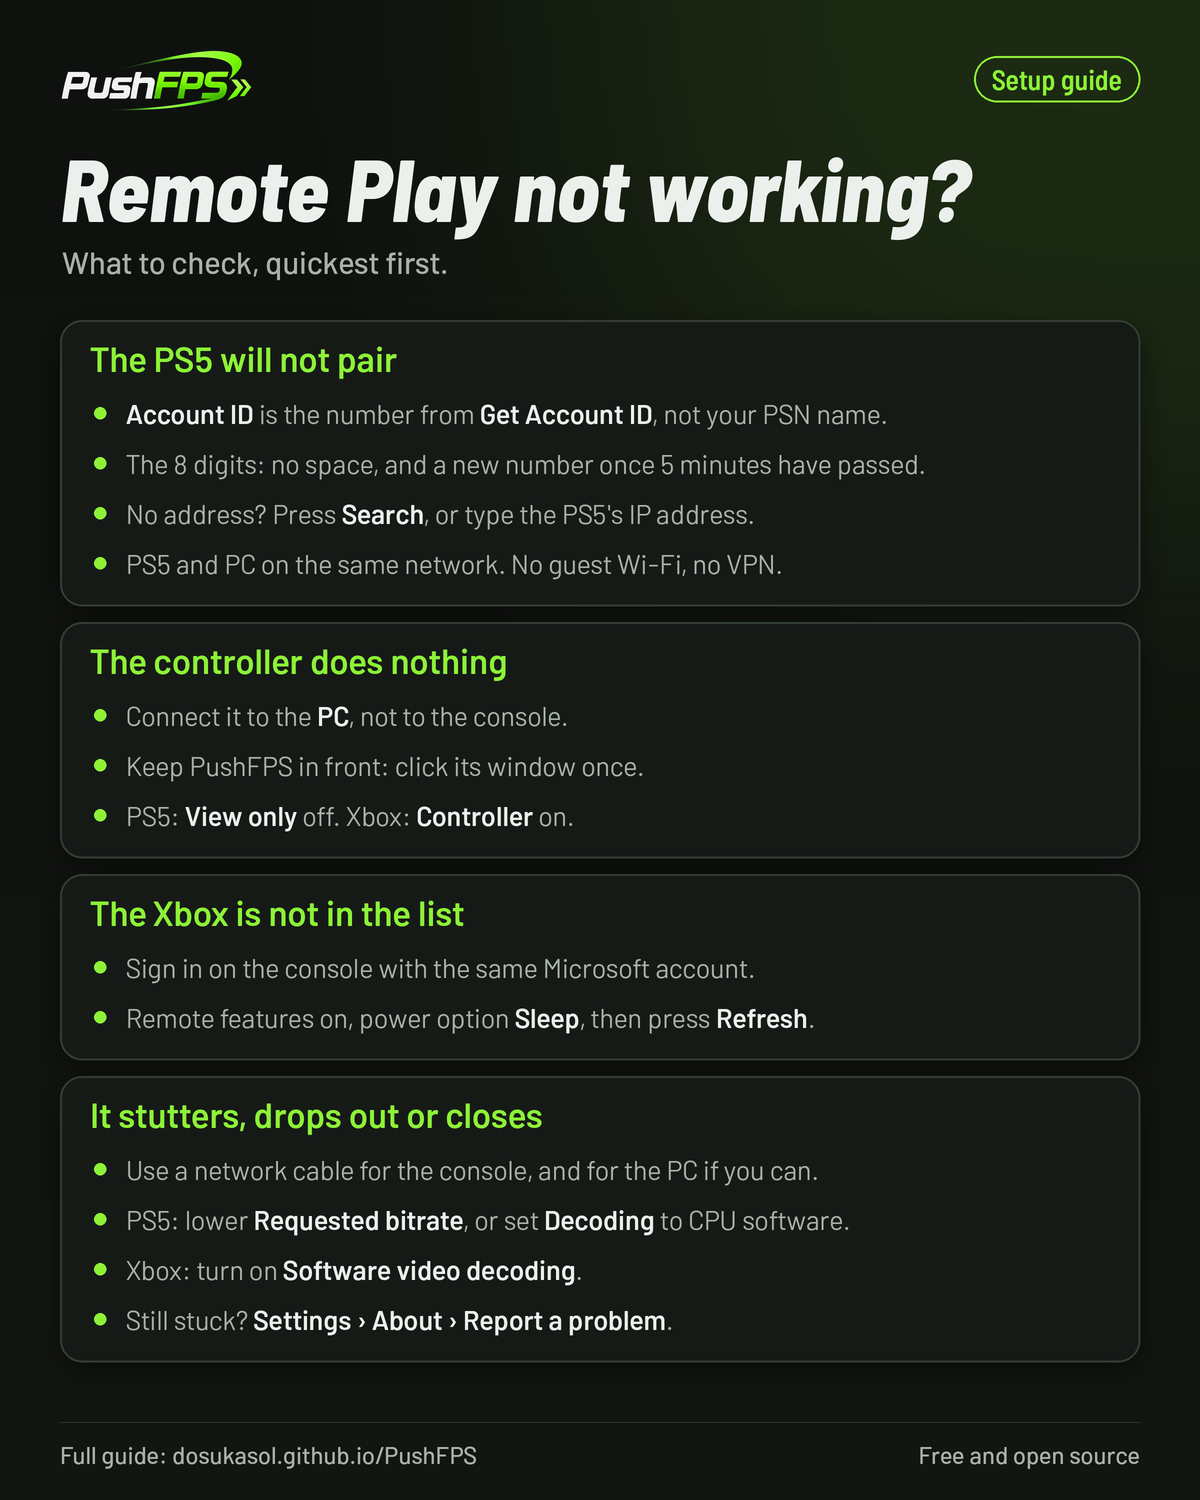 PushFPS»
Setup guide
Remote Play not working?
What to check, quickest first.
The PS5 will not pair
Account ID is the number from Get Account ID, not your PSN name.
The 8 digits: no space, and a new number once 5 minutes have passed.
No address? Press Search, or type the PS5's IP address.
PS5 and PC on the same network. No guest Wi-Fi, no VPN.
The controller does nothing
Connect it to the PC, not to the console.
Keep PushFPS in front: click its window once.
PS5: View only off. Xbox: Controller on.
The Xbox is not in the list
Sign in on the console with the same Microsoft account.
Remote features on, power option Sleep, then press Refresh.
It stutters, drops out or closes
Use a network cable for the console, and for the PC if you can.
PS5: lower Requested bitrate, or set Decoding to CPU software.
Xbox: turn on Software video decoding.
Still stuck? Settings › About › Report a problem.
Full guide: dosukasol.github.io/PushFPS
Free and open source